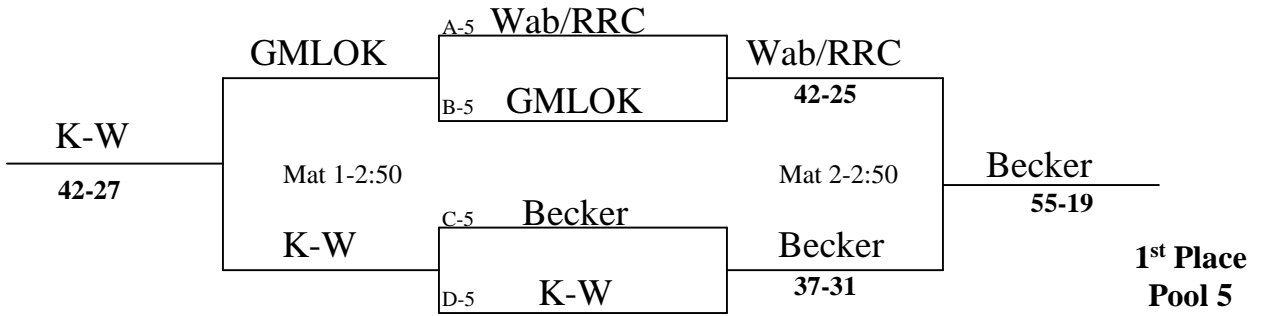 A-5 Wab/RRC
GMLOK
Wab/RRC
B-5 GMLOK
42-25
K-W
42-27
Mat 1-2:50
Mat 2-2:50
Becker
55-19
C-5 Becker
K-W
Becker
D-5 K-W
37-31
1st Place
Pool 5